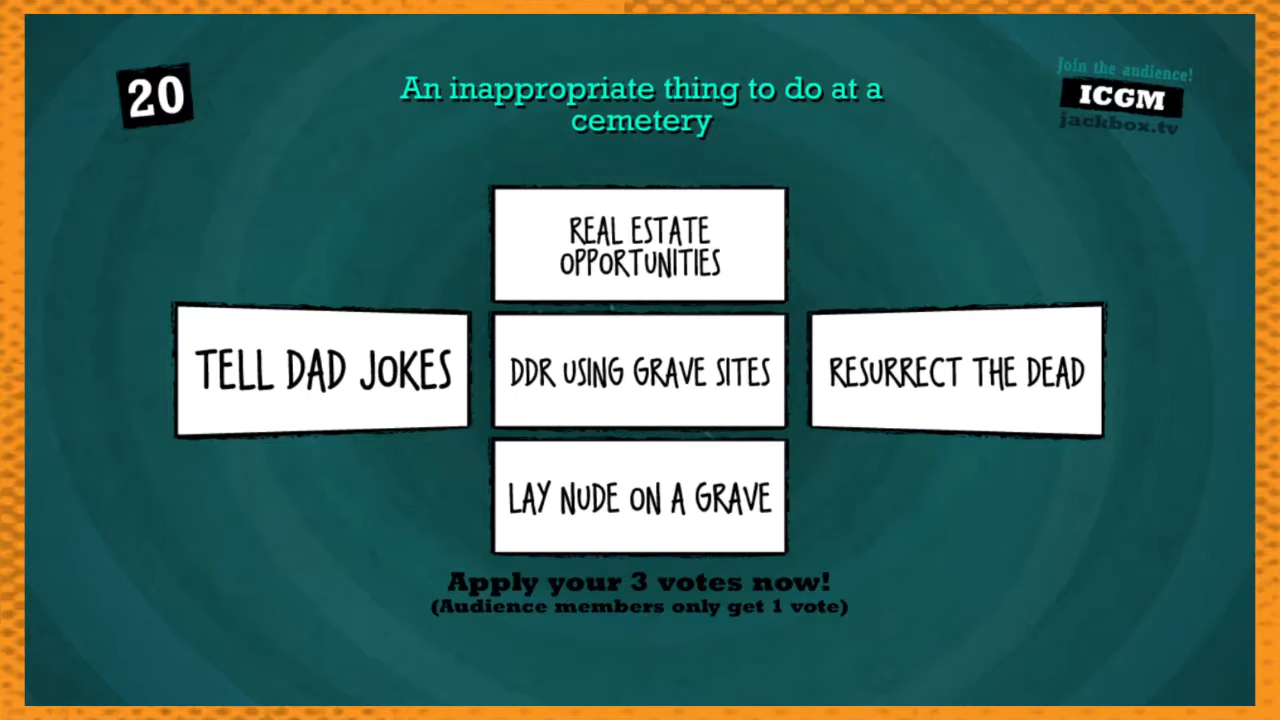 20
An inappropriate thing to do at a
cemetery
Join the audience!
ICGM
jackbox.tv
REAL ESTATE
OPPORTUNITIES
TELL DAD JOKES
DDR USING GRAVE SITES
RESURRECT THE DEAD
LAY NUDE ON A GRAVE
Apply your 3 votes now!
(Audience members only get 1 vote)